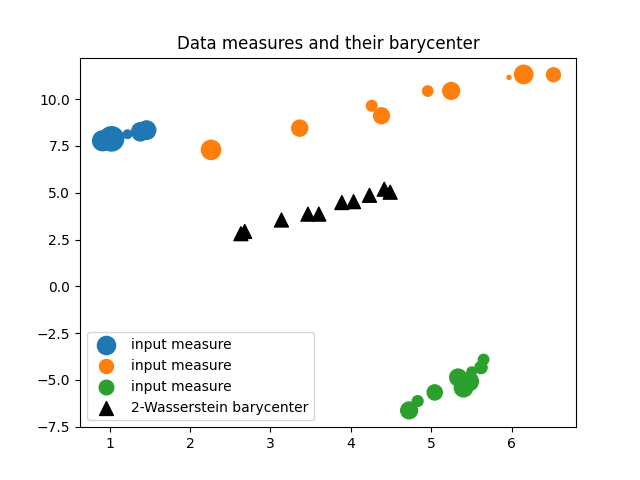 Data measures and their barycenter
10.0
7.5
5.0
2.5
0.0
−2.5
−5.0
−7.5
input measure
input measure
input measure
2-Wasserstein barycenter
1 2 3 4 5 6